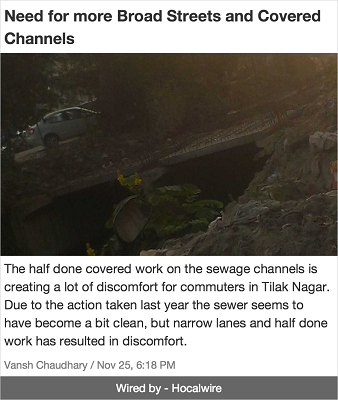 Need for more Broad Streets and Covered
Channels
The half done covered work on the sewage channels is
creating a lot of discomfort for commuters in Tilak Nagar.
Due to the action taken last year the sewer seems to
have become a bit clean, but narrow lanes and half done
work has resulted in discomfort.
Vansh Chaudhary / Nov 25, 6:18 PM
Wired by - Hocalwire